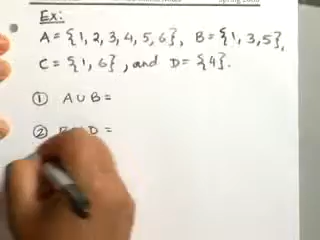 Ex:
A = {1, 2, 3, 4, 5, 6}, B = {1, 3, 5},
C = {1, 6}, and D = {4}.
① A ∪ B =
② D =